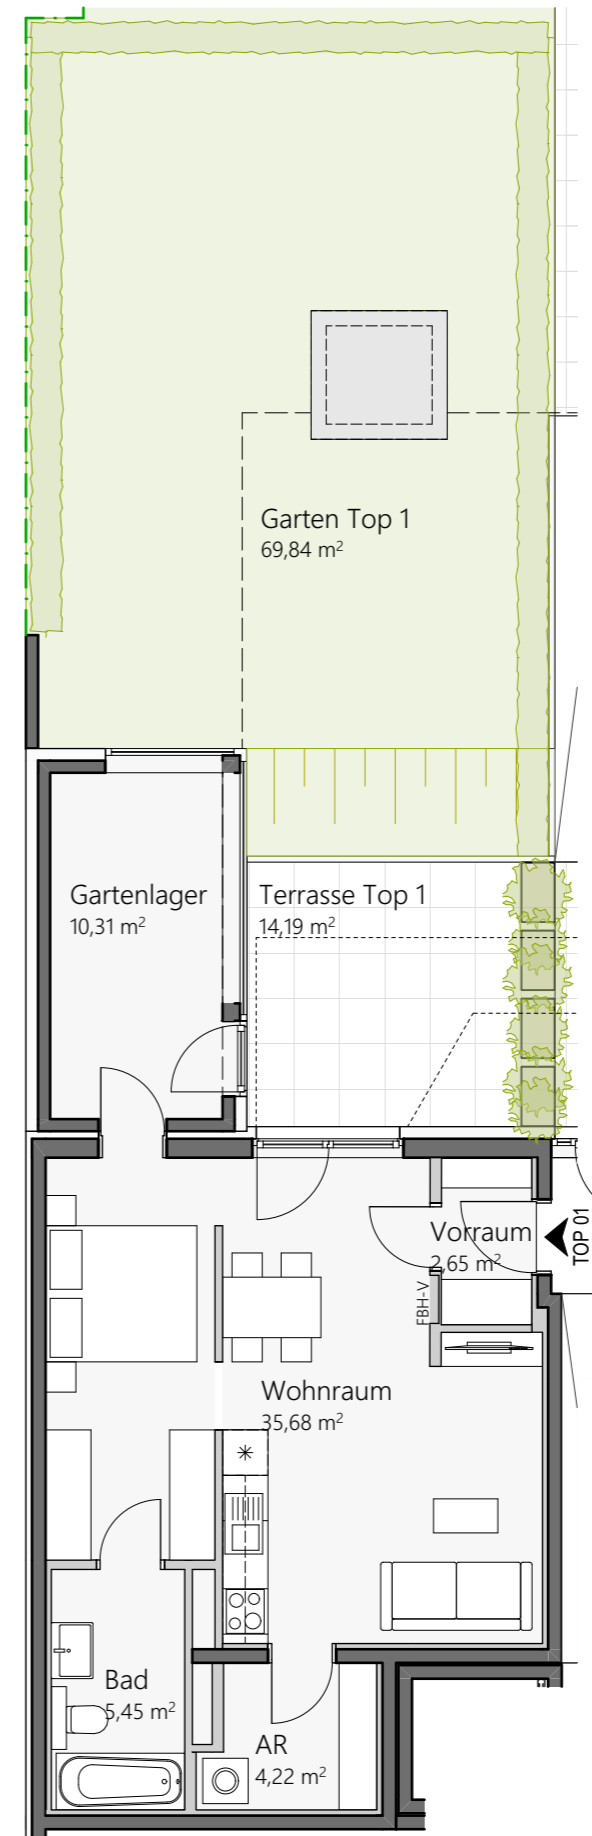 Garten Top 1
69,84 m²
Gartenlager
10,31 m²
Terrasse Top 1
14,19 m²
Vorraum
2,65 m²
TOP 01
FBH-V
Wohnraum
35,68 m²
Bad
5,45 m²
AR
4,22 m²